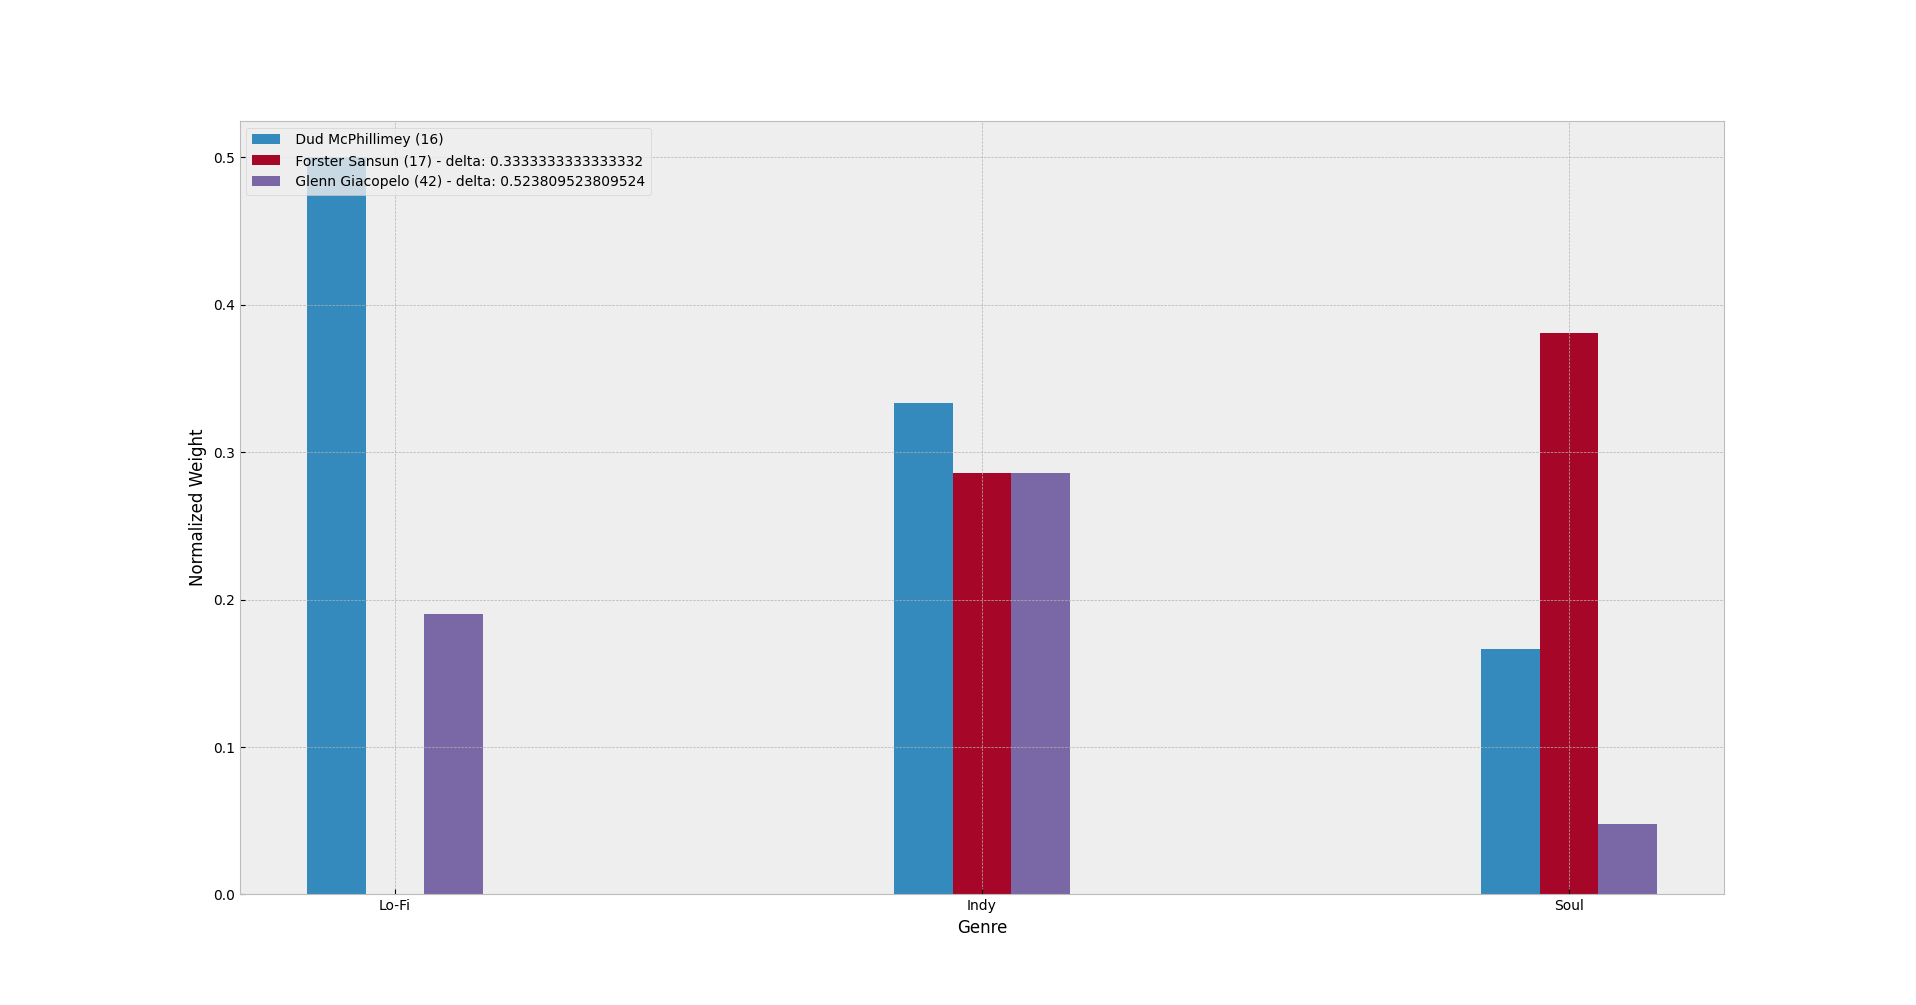 Dud McPhillimey (16)
Forster Sansun (17) - delta: 0.3333333333333332
Glenn Giacopelo (42) - delta: 0.523809523809524
0.5
0.4
0.3
0.2
0.1
0.0
Normalized Weight
Lo-Fi Indy Soul
Genre